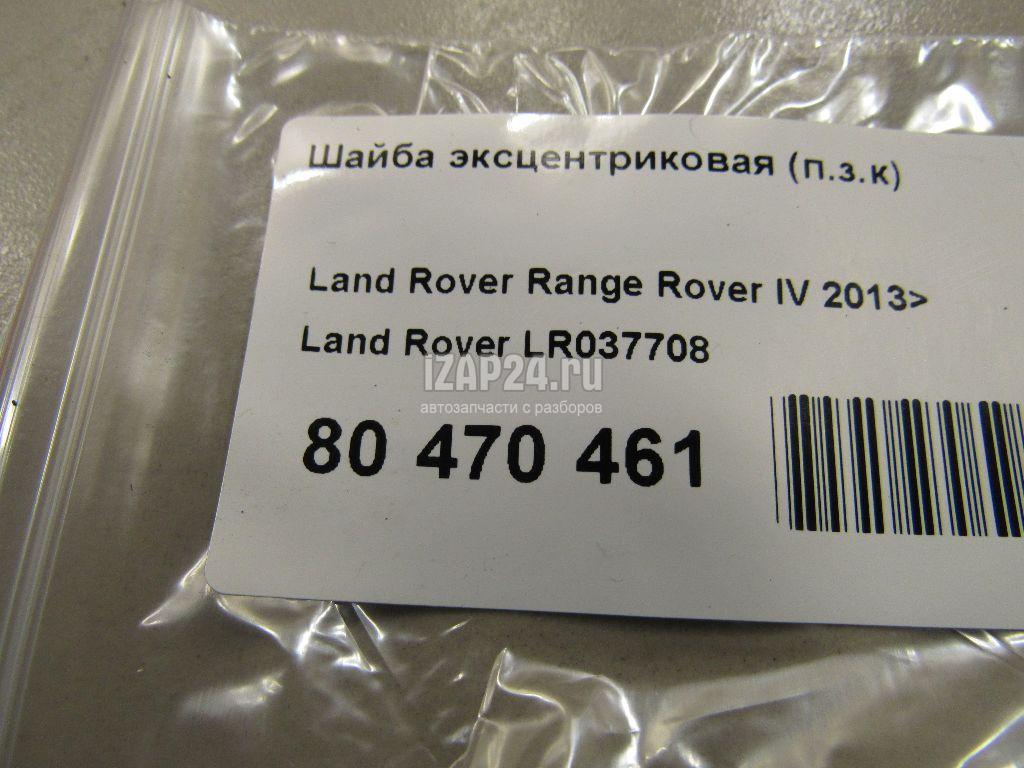 Шайба эксцентриковая (п.з.к)
Land Rover Range Rover IV 2013>
Land Rover LR037708
iZAP24.ru
автозапчасти с разборов
80 470 461